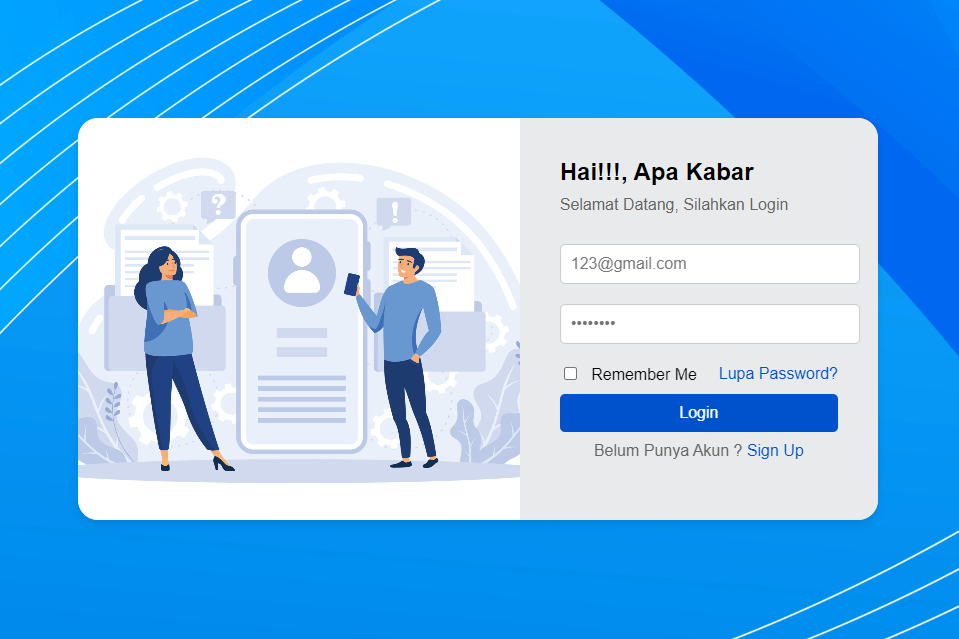 ?
!
Hai!!!, Apa Kabar
Selamat Datang, Silahkan Login
123@gmail.com
********
Remember Me
Lupa Password?
Login
Belum Punya Akun ? Sign Up